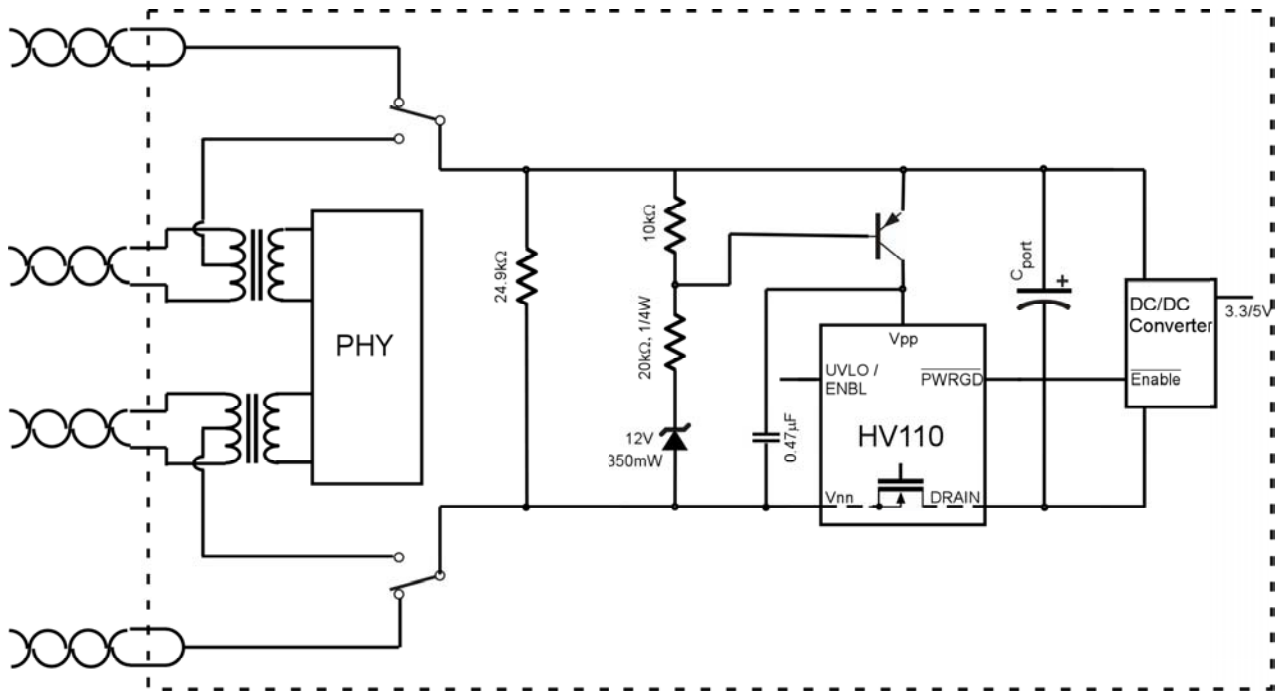 10kΩ
24.9kΩ
C port
+
DC/DC
Converter
3.3/5V
PHY
20kΩ, 1/4W
Vpp
UVLO /
ENBL
PWRGD
Enable
HV110
12V
350mW
0.47µF
Vnn
DRAIN